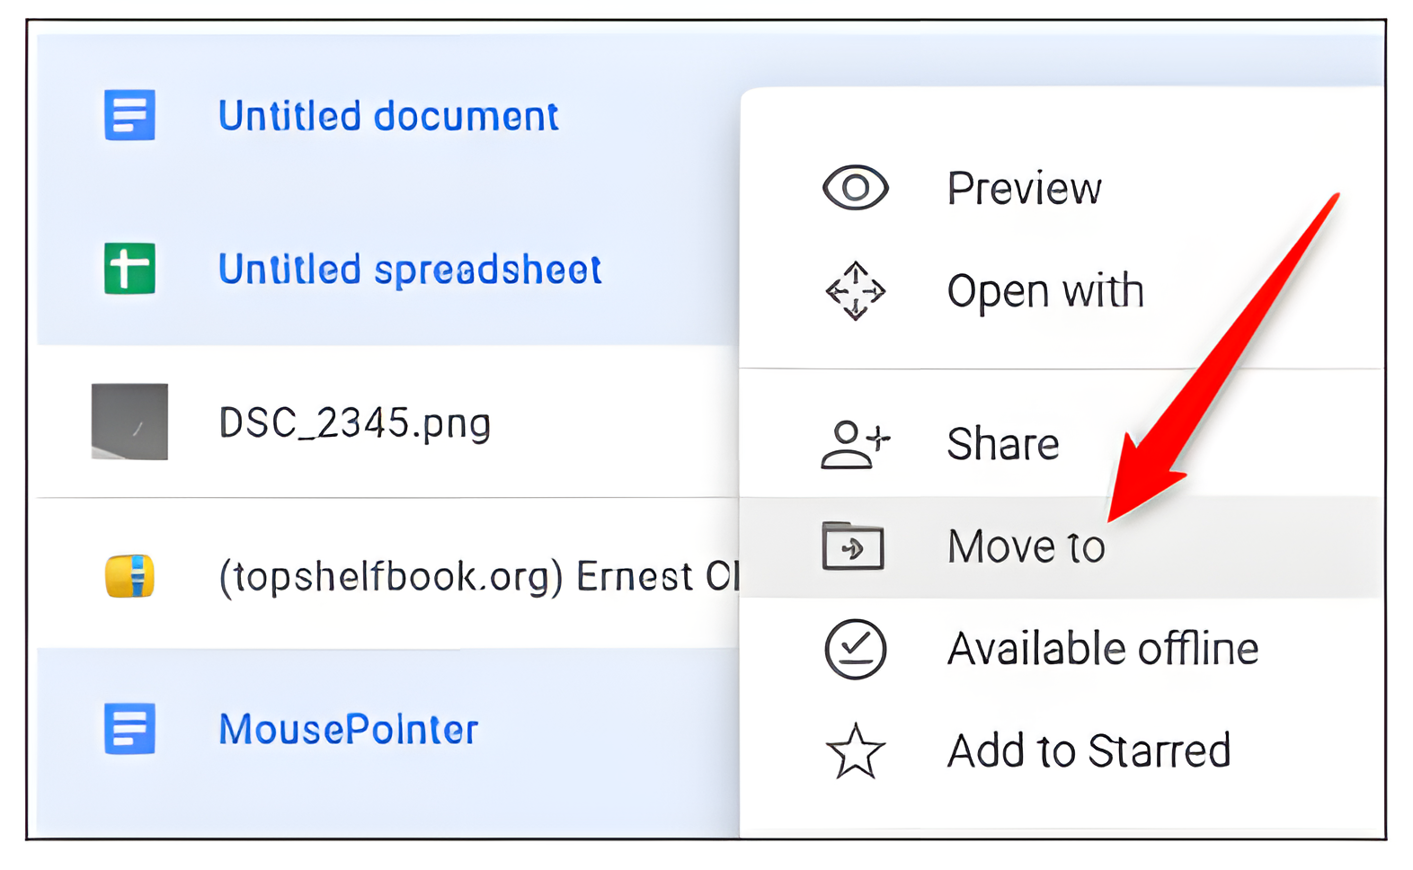 Untitled document
Untitled spreadsheet
DSC_2345.png
(topshelfbook.org) Ernest
MousePointer
Preview
Open with
Share
Move to
Available offline
Add to Starred